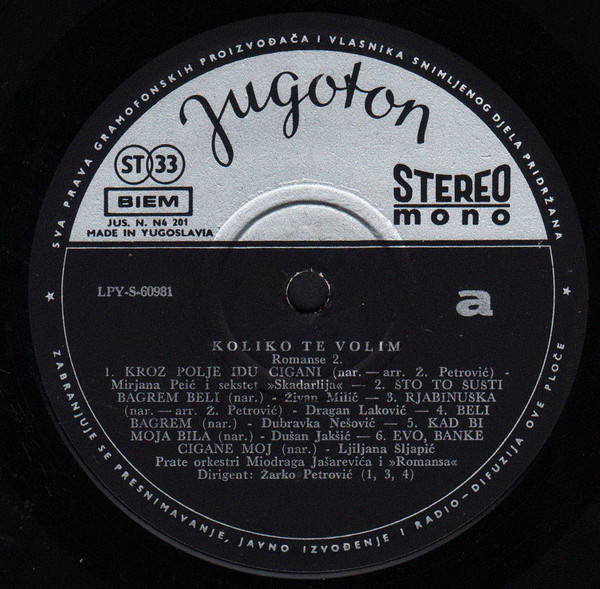 SVA PRAVA GRAMOFONSKIH PROIZVOĐAČA I VLASNIKA SNIMLJENOG DJELA PRIDRŽANA
Jugoton
ST 33
BIEM
JUS. N. N4 201
MADE IN YUGOSLAVIA
STEREO
mono
LPY-S-60981
a
KOLIKO TE VOLIM
Romanse 2.
1. KROZ POLJE IDU CIGANI (nar. — arr. Ž. Petrović) -
Mirjana Peić i sekstet »Skadarlija« — 2. ŠTO TO ŠUŠTI
BAGREM BELI (nar.) - Živan Milić — 3. RJABINUŠKA
(nar. — arr. Ž. Petrović) - Dragan Laković — 4. BELI
BAGREM (nar.) - Dubravka Nešović — 5. KAD BI
MOJA BILA (nar.) - Dušan Jakšić — 6. EVO, BANKE
CIGANE MOJ (nar.) - Ljiljana Šljapić
Prate orkestri Miodraga Jašarevića i »Romansa«
Dirigent: Žarko Petrović (1, 3, 4)
ZABRANJUJE SE PRESNIMAVANJE, JAVNO IZVOĐENJE I RADIO-DIFUZIJA OVE PLOČE